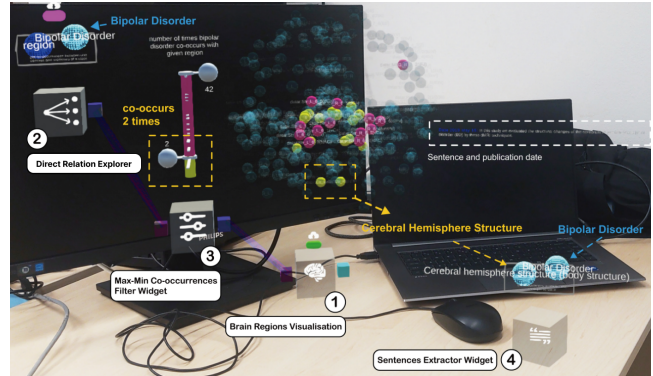 Bipolar Disorder
region
Bipolar Disorder
number of times bipolar
disorder co-occurs with
given region
42
co-occurs
2 times
2
2
Direct Relation Explorer
Sentence and publication date
Cerebral Hemisphere Structure
Bipolar Disorder
PHILIPS
3
Max-Min Co-occurrences
Filter Widget
Bipolar Disorder
Cerebral hemisphere structure (body structure)
1
Brain Regions Visualisation
Sentences Extractor Widget
4